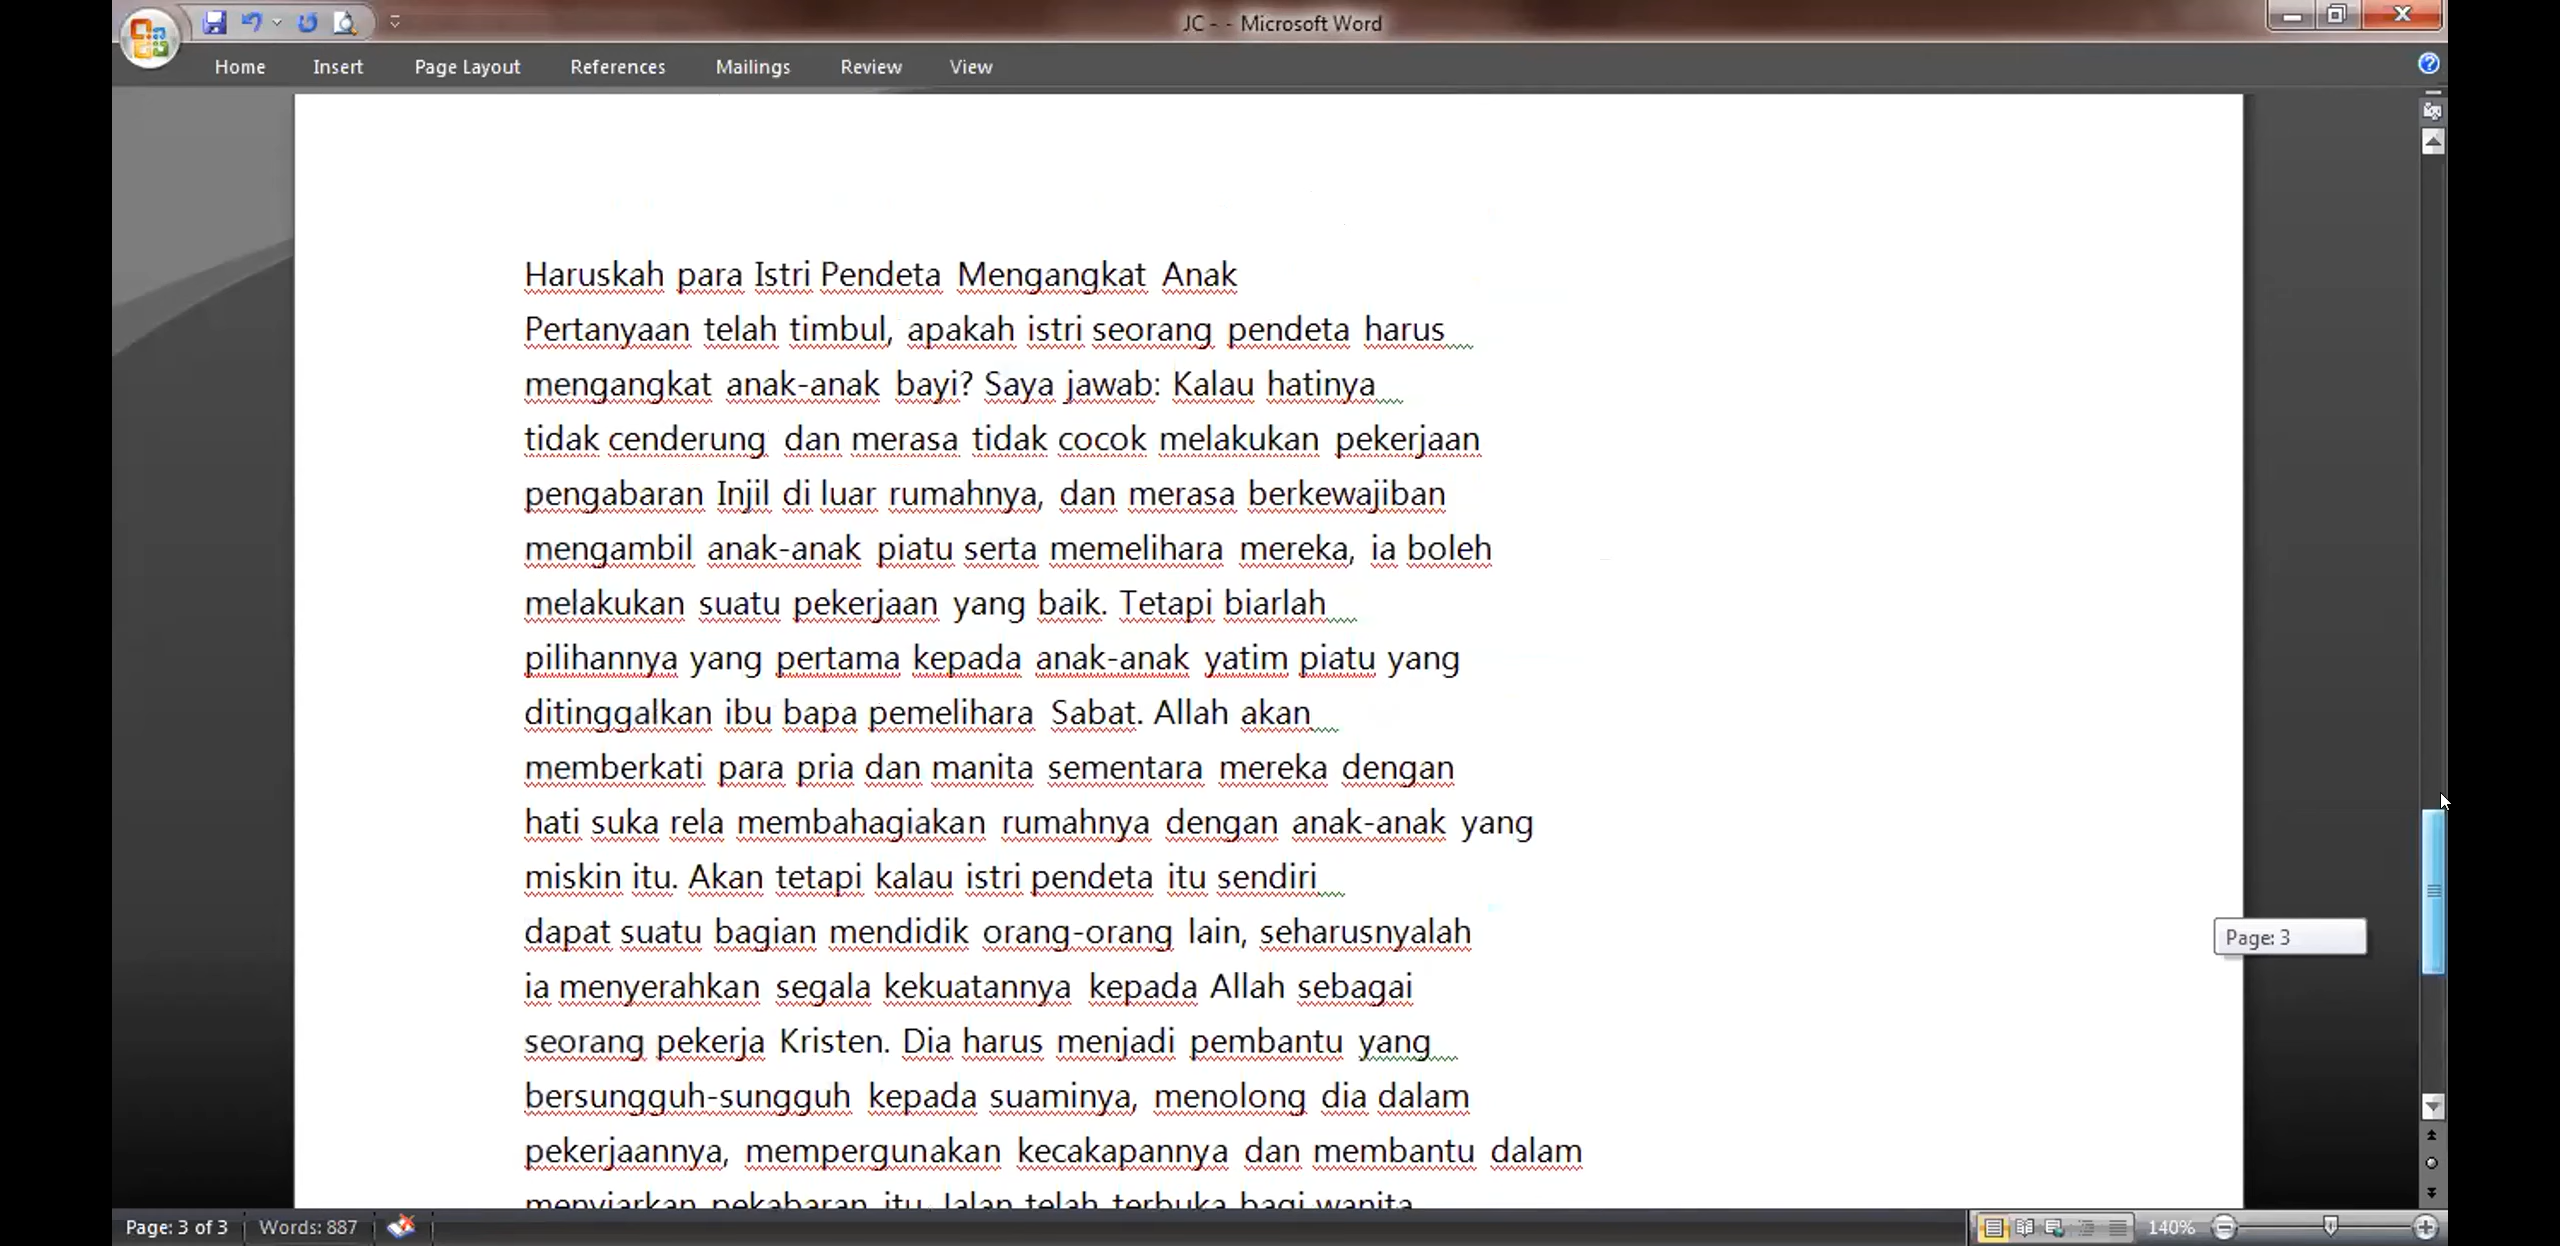 JC - - Microsoft Word
Home Insert Page Layout References Mailings Review View
Haruskah para Istri Pendeta Mengangkat Anak
Pertanyaan telah timbul, apakah istri seorang pendeta harus
mengangkat anak-anak bayi? Saya jawab: Kalau hatinya
tidak cenderung dan merasa tidak cocok melakukan pekerjaan
pengabaran Injil di luar rumahnya, dan merasa berkewajiban
mengambil anak-anak piatu serta memelihara mereka, ia boleh
melakukan suatu pekerjaan yang baik. Tetapi biarlah
pilihannya yang pertama kepada anak-anak yatim piatu yang
ditinggalkan ibu bapa pemelihara Sabat. Allah akan
memberkati para pria dan manita sementara mereka dengan
hati suka rela membahagiakan rumahnya dengan anak-anak yang
miskin itu. Akan tetapi kalau istri pendeta itu sendiri
dapat suatu bagian mendidik orang-orang lain, seharusnyalah
ia menyerahkan segala kekuatannya kepada Allah sebagai
seorang pekerja Kristen. Dia harus menjadi pembantu yang
bersungguh-sungguh kepada suaminya, menolong dia dalam
pekerjaannya, mempergunakan kecakapannya dan membantu dalam
menyiarkan pekabaran itu. Jalan telah terbuka bagi wanita
Page: 3
Page: 3 of 3 Words: 887 140%